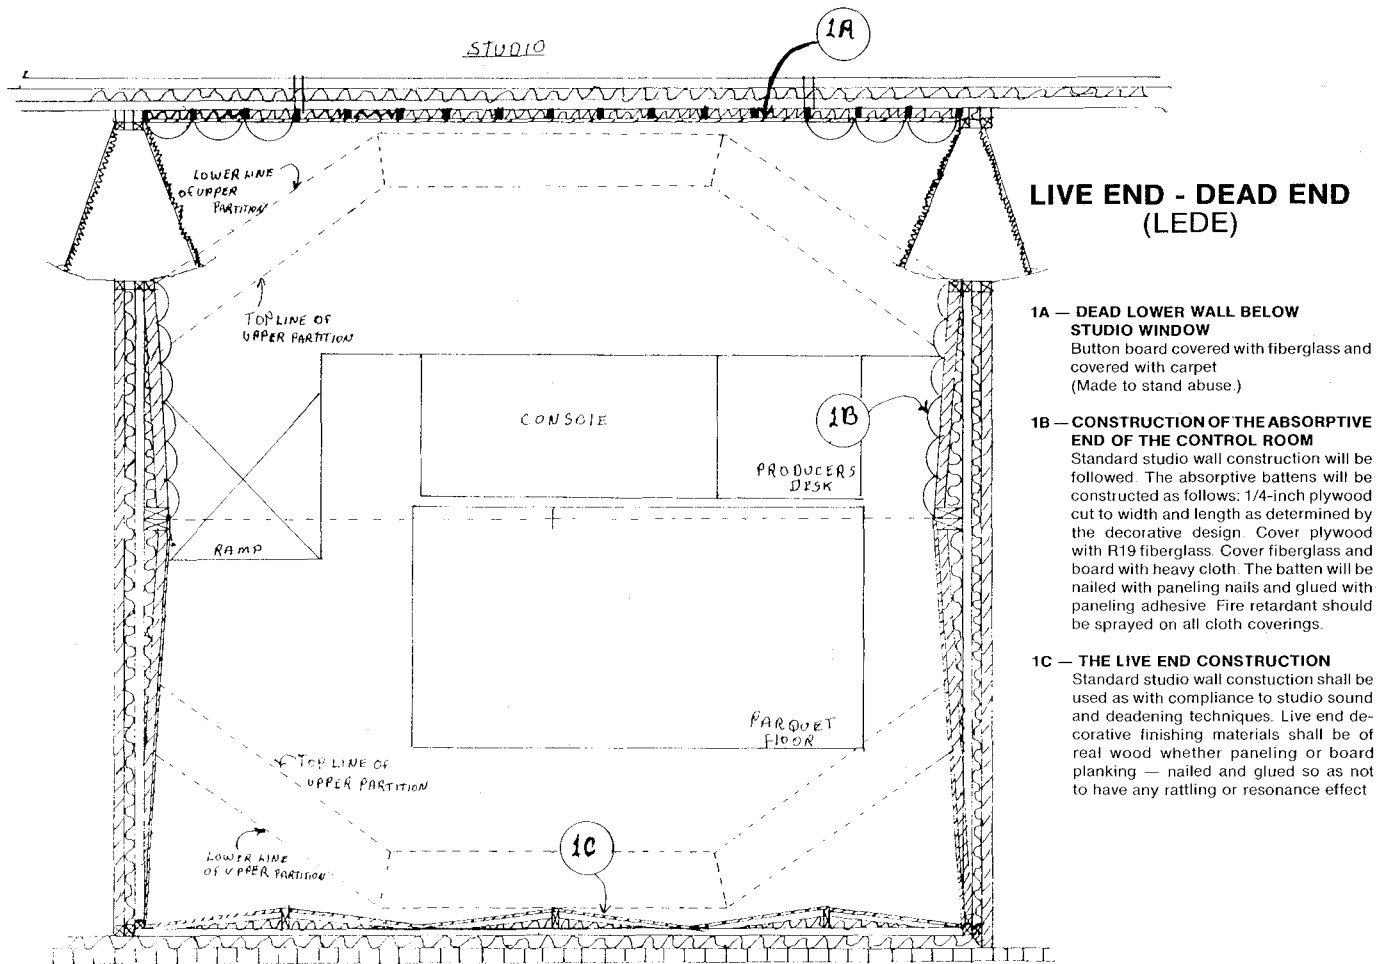 STUDIO
1A
LOWER LINE
OF UPPER
PARTITION
TOP LINE OF
UPPER PARTITION
CONSOLE
1B
PRODUCERS
DESK
RAMP
PARQUET
FLOOR
TOP LINE OF
UPPER PARTITION
LOWER LINE
OF UPPER PARTITION
1C
LIVE END - DEAD END
(LEDE)
1A — DEAD LOWER WALL BELOW
STUDIO WINDOW
Button board covered with fiberglass and
covered with carpet
(Made to stand abuse.)
1B — CONSTRUCTION OF THE ABSORPTIVE
END OF THE CONTROL ROOM
Standard studio wall construction will be
followed. The absorptive battens will be
constructed as follows: 1/4-inch plywood
cut to width and length as determined by
the decorative design. Cover plywood
with R19 fiberglass. Cover fiberglass and
board with heavy cloth. The batten will be
nailed with paneling nails and glued with
paneling adhesive. Fire retardant should
be sprayed on all cloth coverings.
1C — THE LIVE END CONSTRUCTION
Standard studio wall constuction shall be
used as with compliance to studio sound
and deadening techniques. Live end de-
corative finishing materials shall be of
real wood whether paneling or board
planking — nailed and glued so as not
to have any rattling or resonance effect